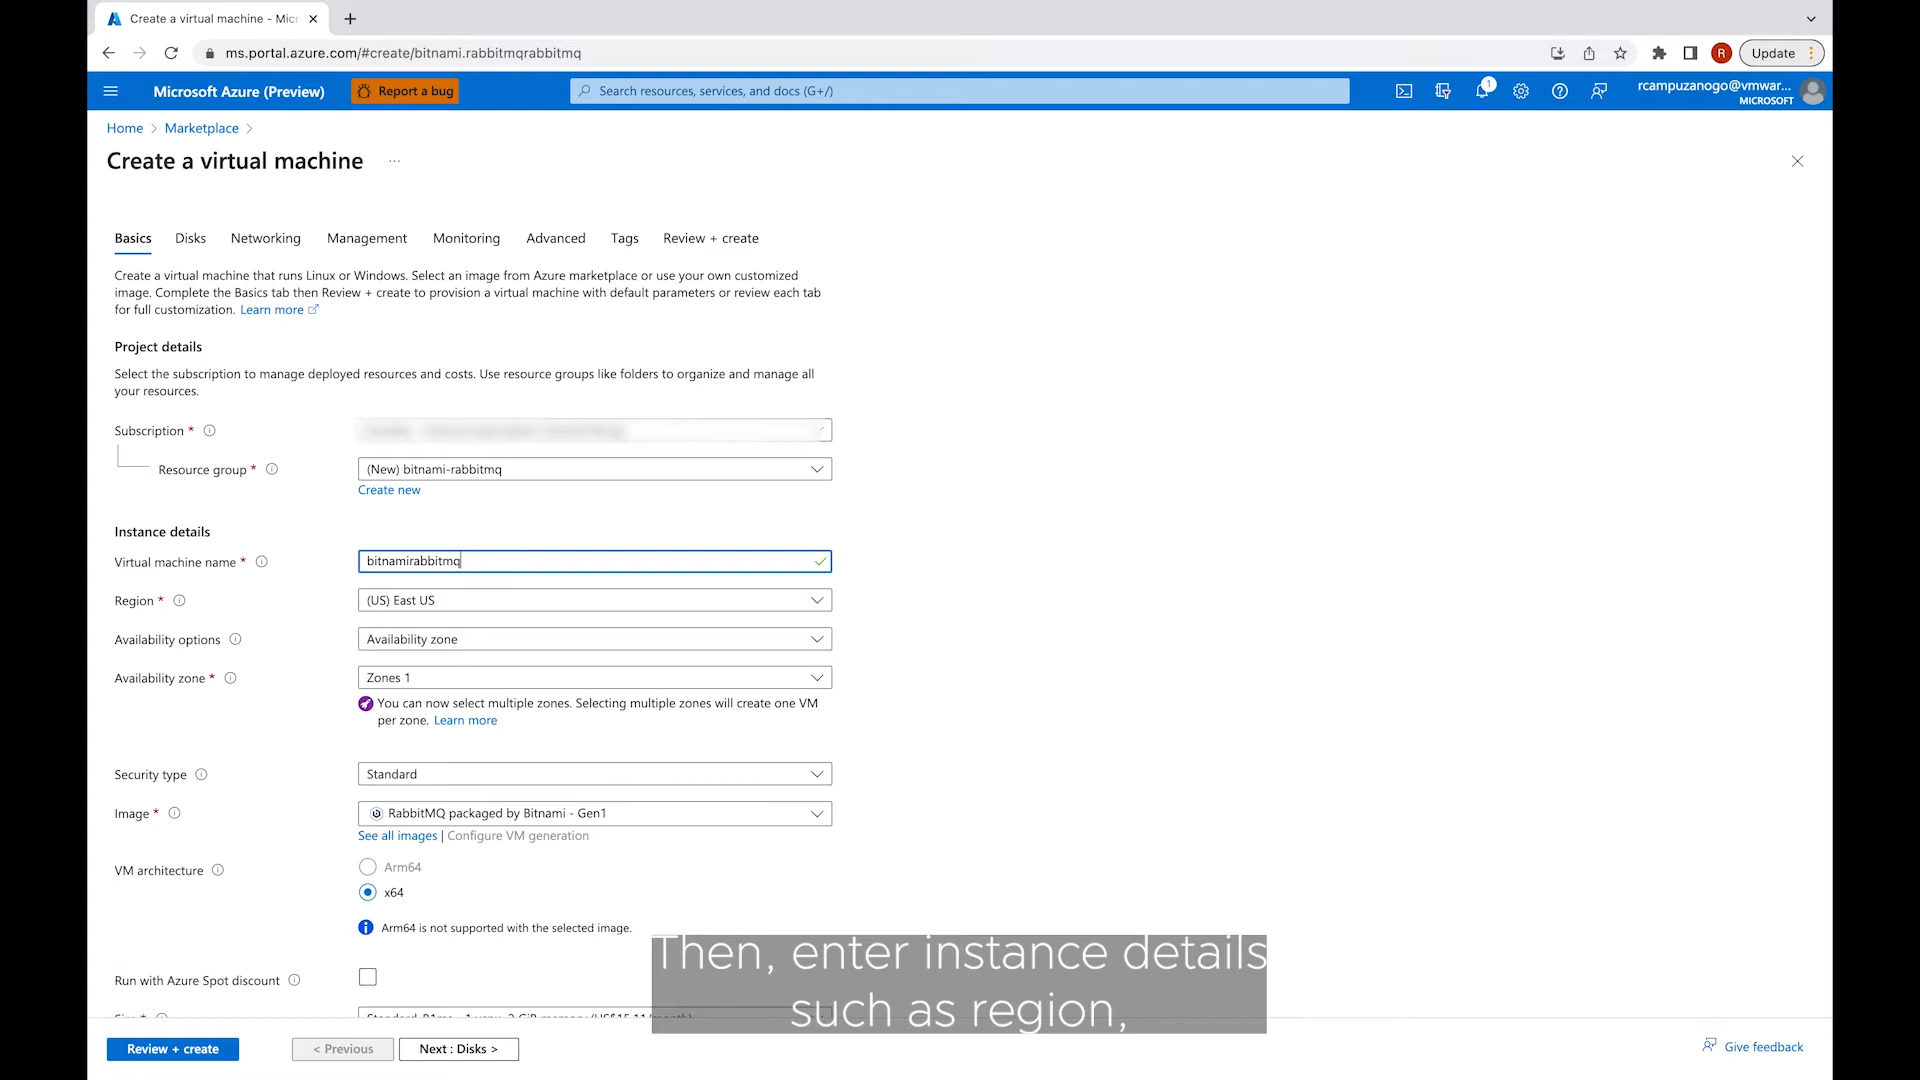 Create a virtual machine - Micr
ms.portal.azure.com/#create/bitnami.rabbitmqrabbitmq
R
Update
Microsoft Azure (Preview)
Report a bug
Search resources, services, and docs (G+/)
1
rcampuzanogo@vmwar...
MICROSOFT
Home > Marketplace >
Create a virtual machine ...
Basics Disks Networking Management Monitoring Advanced Tags Review + create
Create a virtual machine that runs Linux or Windows. Select an image from Azure marketplace or use your own customized
image. Complete the Basics tab then Review + create to provision a virtual machine with default parameters or review each tab
for full customization. Learn more
Project details
Select the subscription to manage deployed resources and costs. Use resource groups like folders to organize and manage all
your resources.
Subscription *
Resource group * (New) bitnami-rabbitmq
Create new
Instance details
Virtual machine name * bitnamirabbitmq
Region * (US) East US
Availability options Availability zone
Availability zone * Zones 1
You can now select multiple zones. Selecting multiple zones will create one VM
per zone. Learn more
Security type Standard
Image * RabbitMQ packaged by Bitnami - Gen1
See all images | Configure VM generation
VM architecture
Arm64
x64
Arm64 is not supported with the selected image.
Run with Azure Spot discount
Then, enter instance details
such as region,
Review + create
< Previous
Next : Disks >
Give feedback